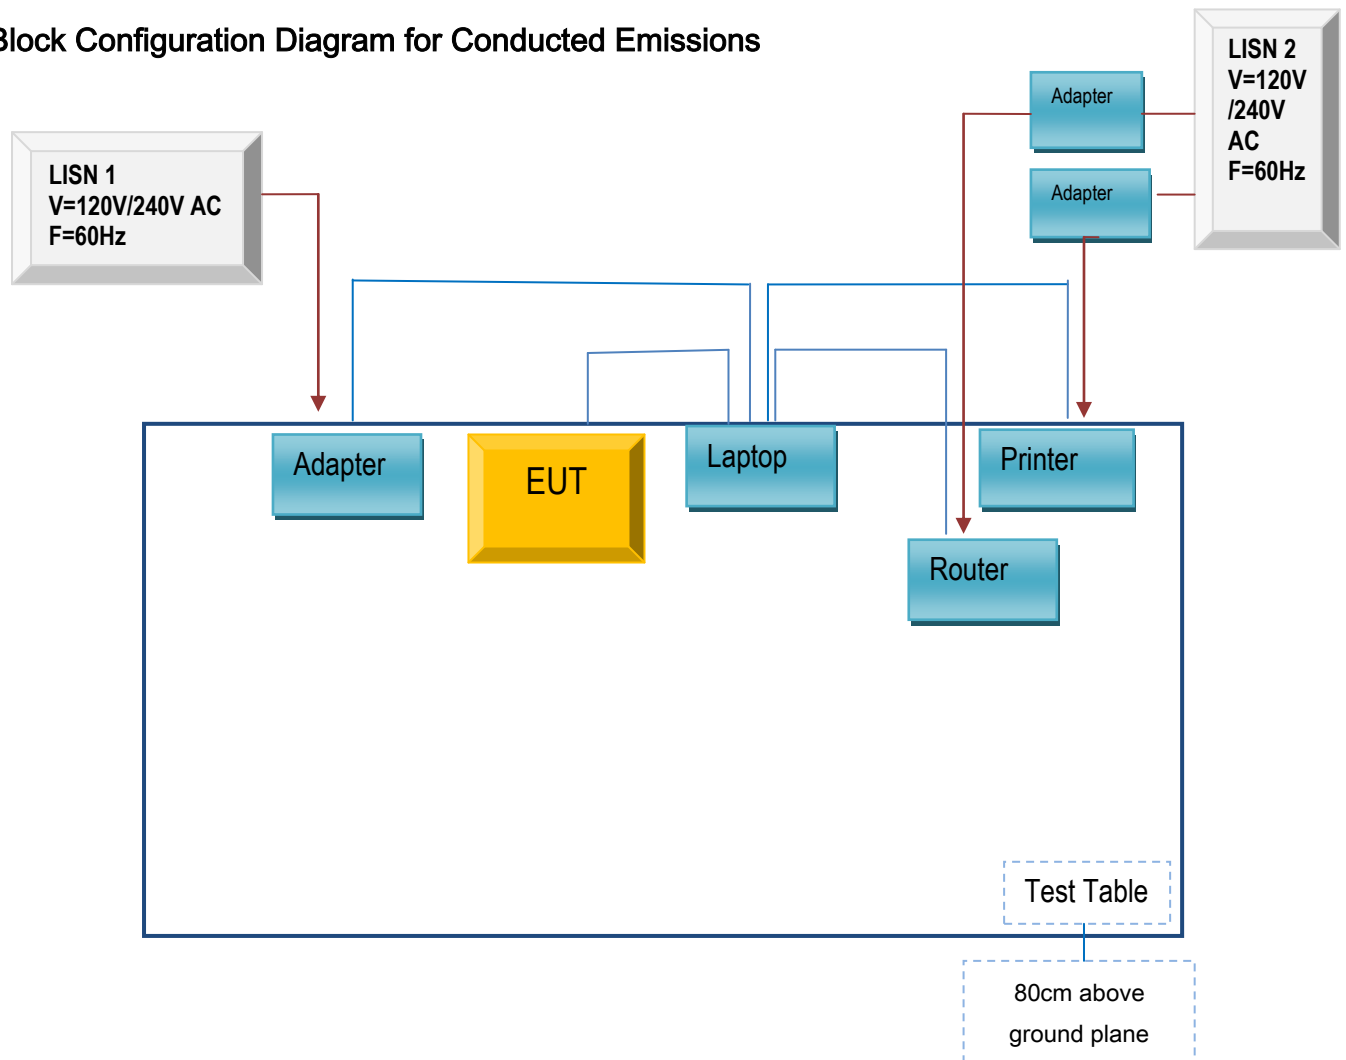 Block Configuration Diagram for Conducted Emissions
LISN 2
V=120V
/240V
AC
F=60Hz
Adapter
Adapter
LISN 1
V=120V/240V AC
F=60Hz
Adapter
EUT
Laptop
Printer
Router
Test Table
80cm above
ground plane